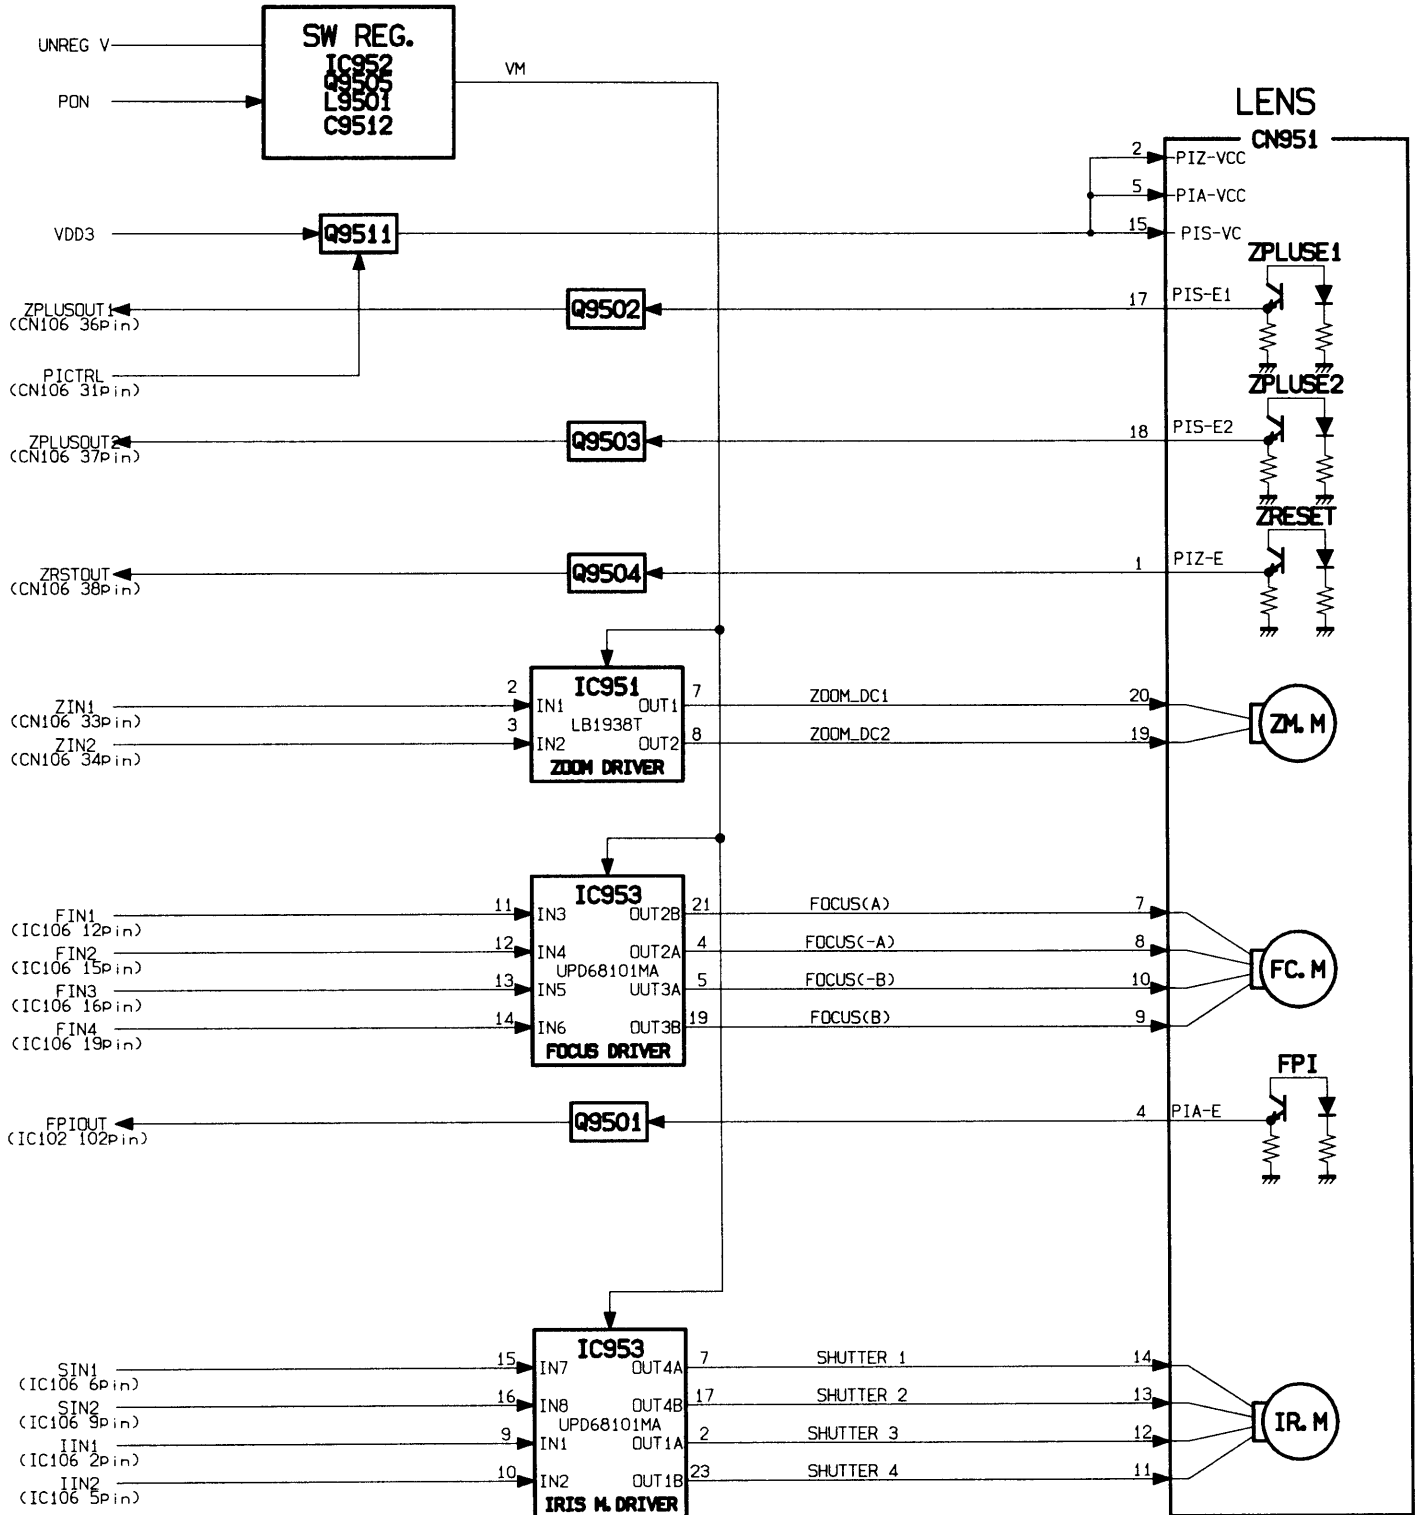 SW REG.
IC952
Q9505
L9501
C9512
UNREG V
PON
VM
LENS
CN951
2 PIZ-VCC
5 PIA-VCC
15 PIS-VC
VDD3
Q9511
ZPLUSE1
ZPLUSOUT1
(CN106 36pin)
Q9502
17 PIS-E1
PICTRL
(CN106 31pin)
ZPLUSE2
ZPLUSOUT2
(CN106 37pin)
Q9503
18 PIS-E2
ZRESET
ZRSTOUT
(CN106 38pin)
Q9504
1 PIZ-E
IC951
ZIN1
(CN106 33pin)
2 IN1
OUT1 7
ZOOM_DC1
20
LB1938T
ZM.M
ZIN2
(CN106 34pin)
3 IN2
OUT2 8
ZOOM_DC2
19
ZOOM DRIVER
IC953
FIN1
(IC106 12pin)
11 IN3
OUT2B 21
FOCUS(A)
7
FIN2
(IC106 15pin)
12 IN4
OUT2A 4
FOCUS(-A)
8
UPD68101MA
FC.M
FIN3
(IC106 16pin)
13 IN5
UUT3A 5
FOCUS(-B)
10
FIN4
(IC106 19pin)
14 IN6
OUT3B 19
FOCUS(B)
9
FOCUS DRIVER
FPI
FPIOUT
(IC102 102pin)
Q9501
4 PIA-E
IC953
SIN1
(IC106 6pin)
15 IN7
OUT4A 7
SHUTTER 1
14
SIN2
(IC106 9pin)
16 IN8
OUT4B 17
SHUTTER 2
13
UPD68101MA
IR.M
IIN1
(IC106 2pin)
9 IN1
OUT1A 2
SHUTTER 3
12
IIN2
(IC106 5pin)
10 IN2
OUT1B 23
SHUTTER 4
11
IRIS M.DRIVER